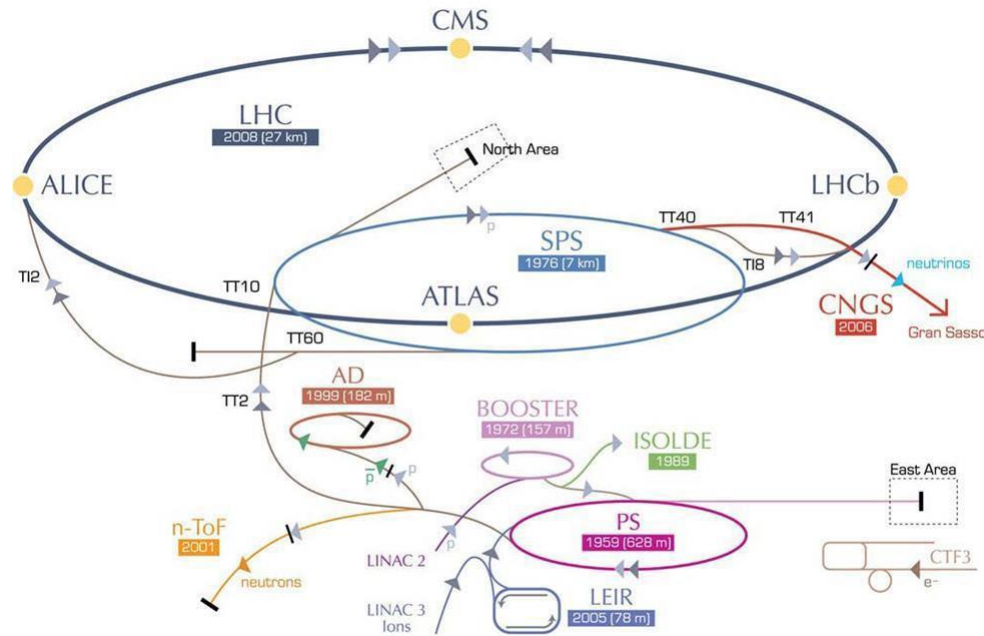 CMS
LHC
2008 (27 km)
North Area
ALICE
LHCb
TT40
TT41
p
SPS
1976 (7 km)
TI8
neutrinos
TI2
TT10
ATLAS
CNGS
2006
Gran Sasso
TT60
AD
1999 (182 m)
TT2
BOOSTER
1972 (157 m)
ISOLDE
1989
p
p
East Area
n-ToF
2001
LINAC 2
p
PS
1959 (628 m)
CTF3
e−
neutrons
LINAC 3
Ions
LEIR
2005 (78 m)